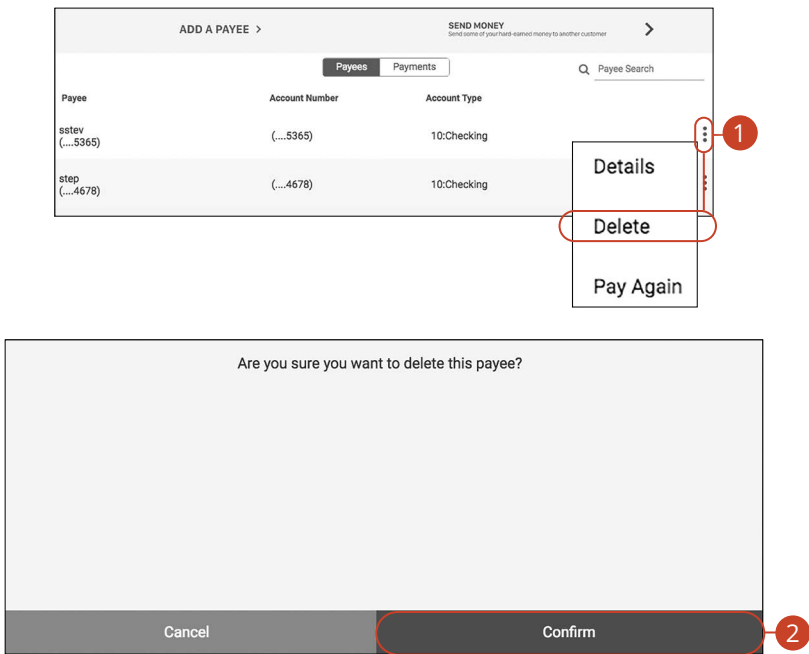 ADD A PAYEE >
SEND MONEY
Send some of your hard-earned money to another customer
Payees Payments
Payee Search
Payee Account Number Account Type
sstev
(....5365) (....5365) 10:Checking
1
step
(....4678) (....4678) 10:Checking
Details
Delete
Pay Again
Are you sure you want to delete this payee?
Cancel Confirm
2